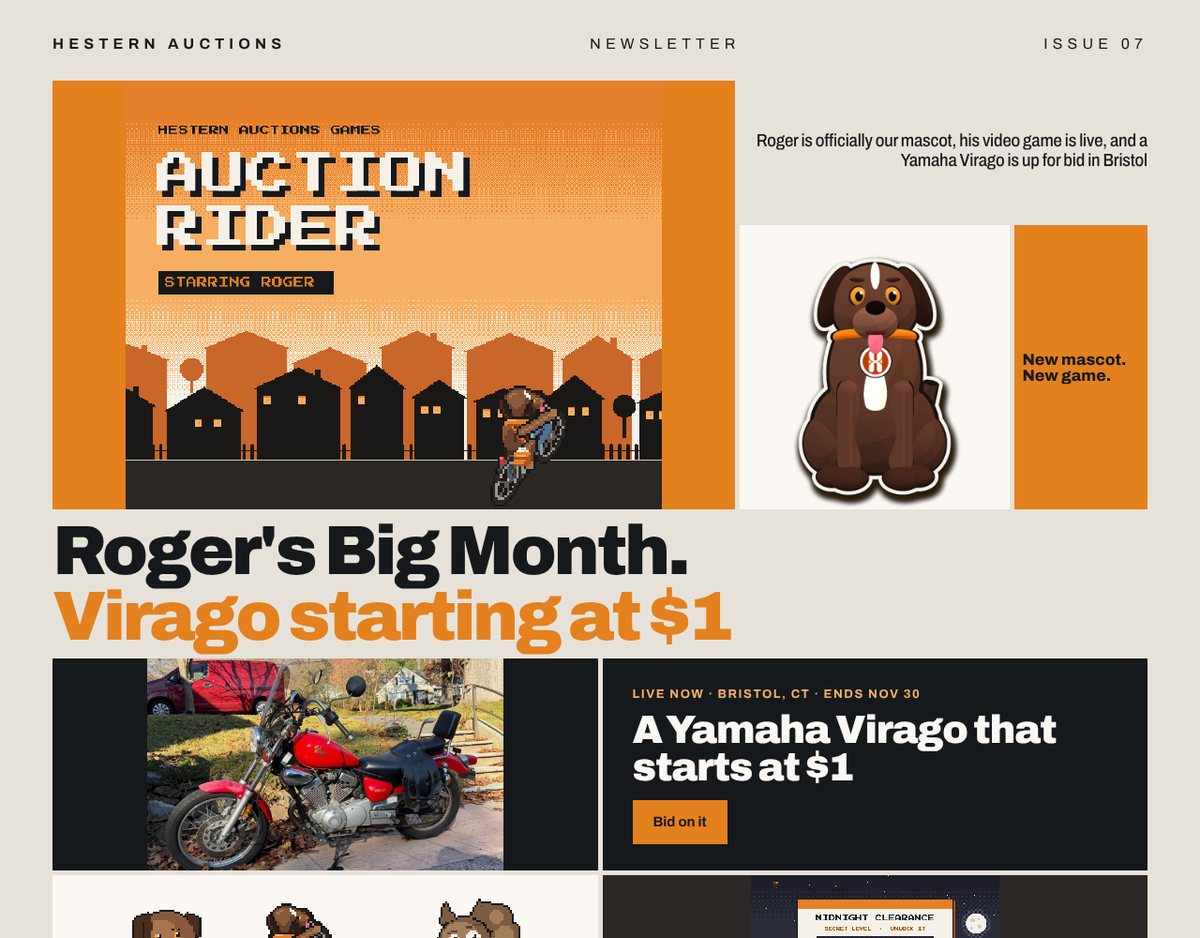 HESTERN AUCTIONS
NEWSLETTER
ISSUE 07
HESTERN AUCTIONS GAMES
AUCTION
RIDER
STARRING ROGER
Roger is officially our mascot, his video game is live, and a
Yamaha Virago is up for bid in Bristol
New mascot.
New game.
Roger's Big Month.
Virago starting at $1
LIVE NOW · BRISTOL, CT · ENDS NOV 30
A Yamaha Virago that
starts at $1
Bid on it
MIDNIGHT CLEARANCE
SECRET LEVEL · UNLOCK IT